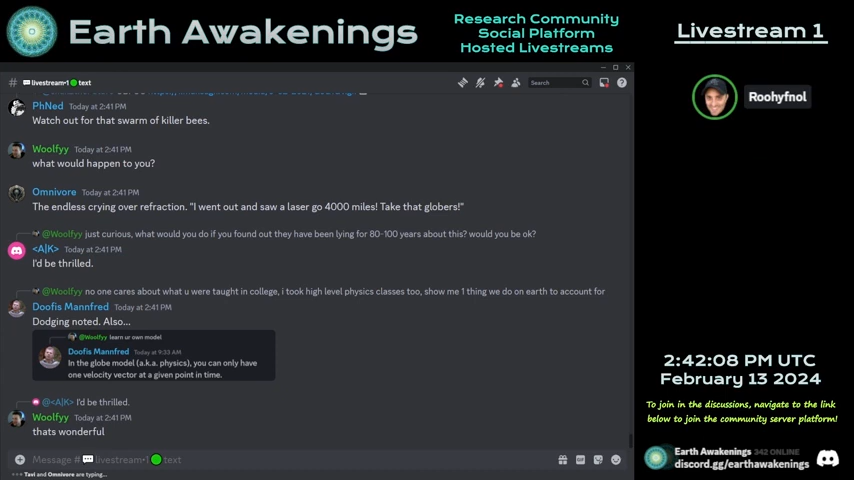 Earth Awakenings
Research Community
Social Platform
Hosted Livestreams
Livestream 1
# livestream•1 text
Search
PhNed Today at 2:41 PM
Watch out for that swarm of killer bees.
Woolfyy Today at 2:41 PM
what would happen to you?
Omnivore Today at 2:41 PM
The endless crying over refraction. "I went out and saw a laser go 4000 miles! Take that globers!"
@Woolfyy just curious, what would you do if you found out they have been lying for 80-100 years about this? would you be ok?
<A|K> Today at 2:41 PM
I'd be thrilled.
@Woolfyy no one cares about what u were taught in college, i took high level physics classes too, show me 1 thing we do on earth to account for
Doofis Mannfred Today at 2:41 PM
Dodging noted. Also...
@Woolfyy learn ur own model
Doofis Mannfred Today at 9:33 AM
In the globe model (a.k.a. physics), you can only have
one velocity vector at a given point in time.
@<A|K> I'd be thrilled.
Woolfyy Today at 2:41 PM
thats wonderful
Message # livestream•1 text
GIF
Taxi and Omnivore are typing...
Roohyfnol
2:42:08 PM UTC
February 13 2024
To join in the discussions, navigate to the link
below to join the community server platform!
Earth Awakenings 342 ONLINE
discord.gg/earthawakenings